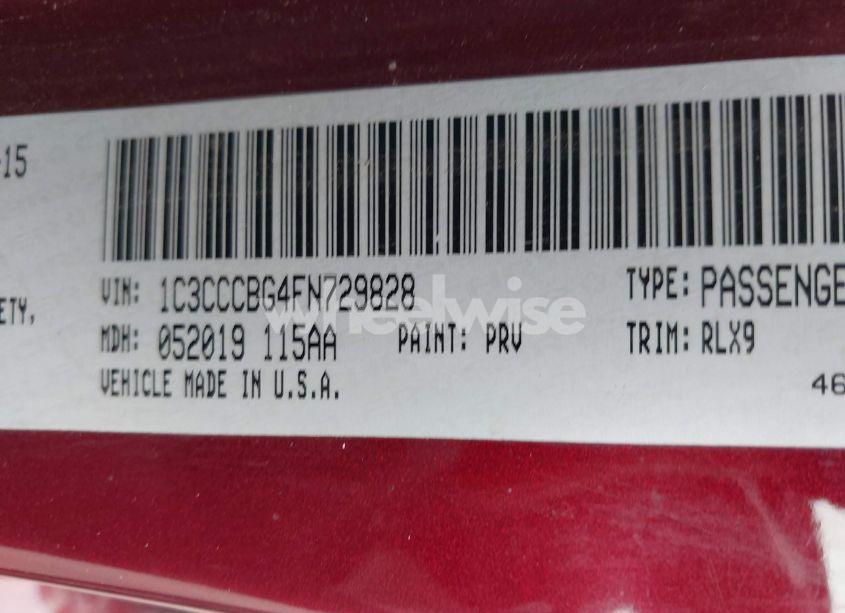 -15
VIN: 1C3CCCBG4FN729828
TYPE: PASSENGE
ETY,
MDH: 052019 115AA
PAINT: PRV
TRIM: RLX9
VEHICLE MADE IN U.S.A.
46
wheelwise